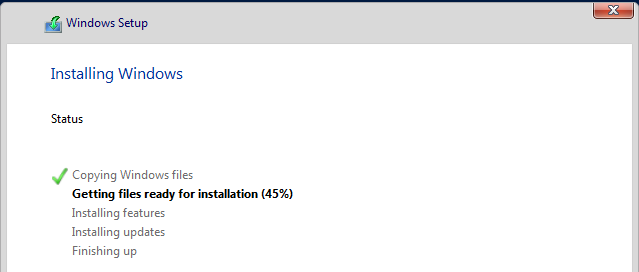 Windows Setup
Installing Windows
Status
Copying Windows files
Getting files ready for installation (45%)
Installing features
Installing updates
Finishing up